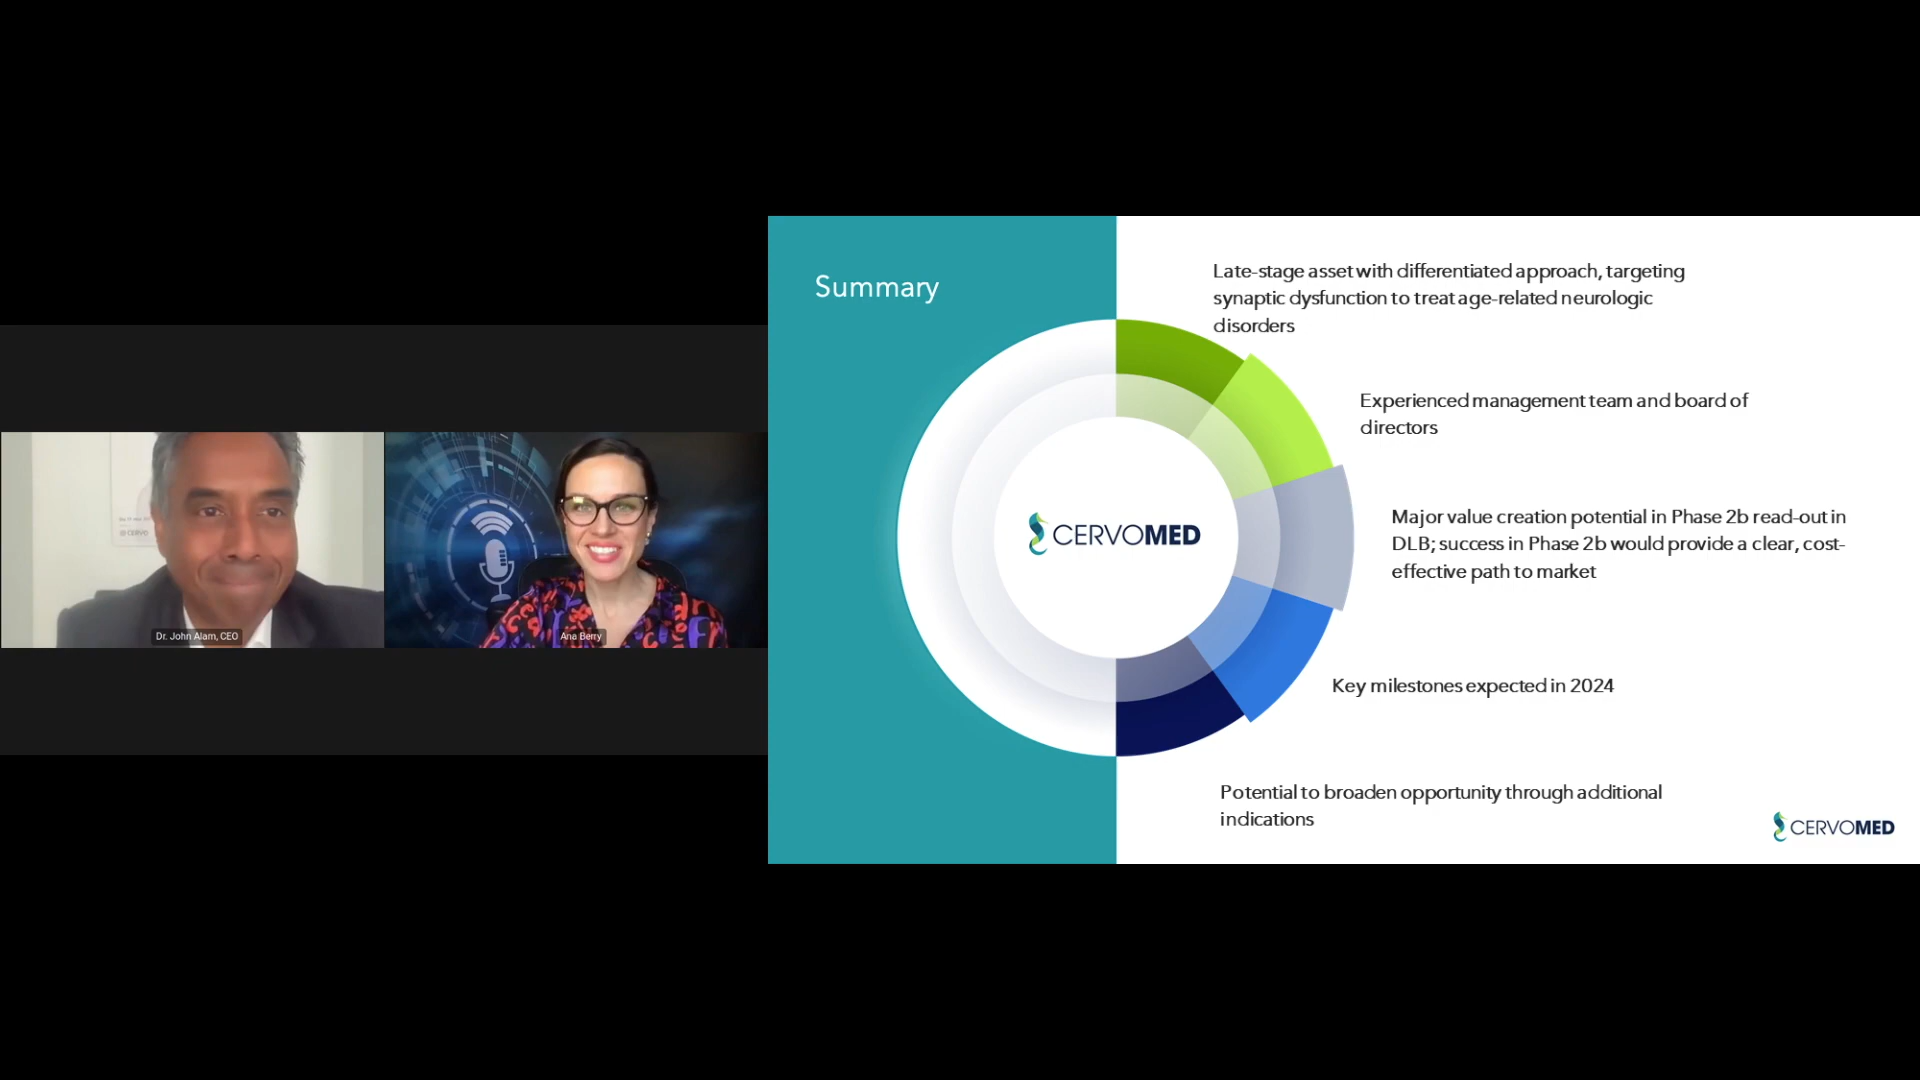 Summary
Late-stage asset with differentiated approach, targeting
synaptic dysfunction to treat age-related neurologic
disorders
Experienced management team and board of
directors
CERVOMED
Major value creation potential in Phase 2b read-out in
DLB; success in Phase 2b would provide a clear, cost-
effective path to market
Key milestones expected in 2024
Potential to broaden opportunity through additional
indications
CERVOMED
CERVO
Dr. John Alam, CEO
Ana Berry